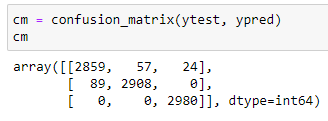 cm = confusion_matrix(ytest, ypred)
cm
array([[2859,   57,   24],
       [  89, 2908,    0],
       [   0,    0, 2980]], dtype=int64)